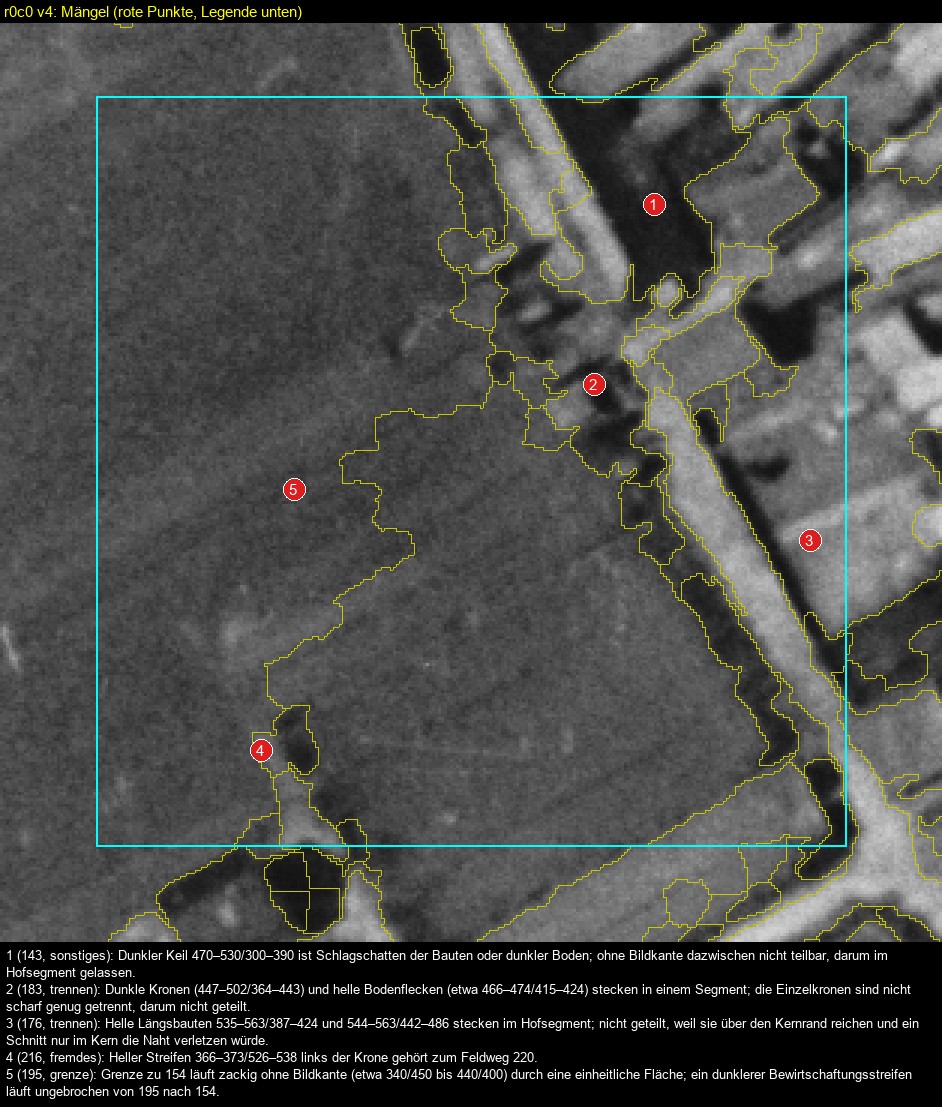 r0c0 v4: Mängel (rote Punkte, Legende unten)
1
2
3
5
4
1 (143, sonstiges): Dunkler Keil 470–530/300–390 ist Schlagschatten der Bauten oder dunkler Boden; ohne Bildkante dazwischen nicht teilbar, darum im
Hofsegment gelassen.
2 (183, trennen): Dunkle Kronen (447–502/364–443) und helle Bodenflecken (etwa 466–474/415–424) stecken in einem Segment; die Einzelkronen sind nicht
scharf genug getrennt, darum nicht geteilt.
3 (176, trennen): Helle Längsbauten 535–563/387–424 und 544–563/442–486 stecken im Hofsegment; nicht geteilt, weil sie über den Kernrand reichen und ein
Schnitt nur im Kern die Naht verletzen würde.
4 (216, fremdes): Heller Streifen 366–373/526–538 links der Krone gehört zum Feldweg 220.
5 (195, grenze): Grenze zu 154 läuft zackig ohne Bildkante (etwa 340/450 bis 440/400) durch eine einheitliche Fläche; ein dunklerer Bewirtschaftungsstreifen
läuft ungebrochen von 195 nach 154.